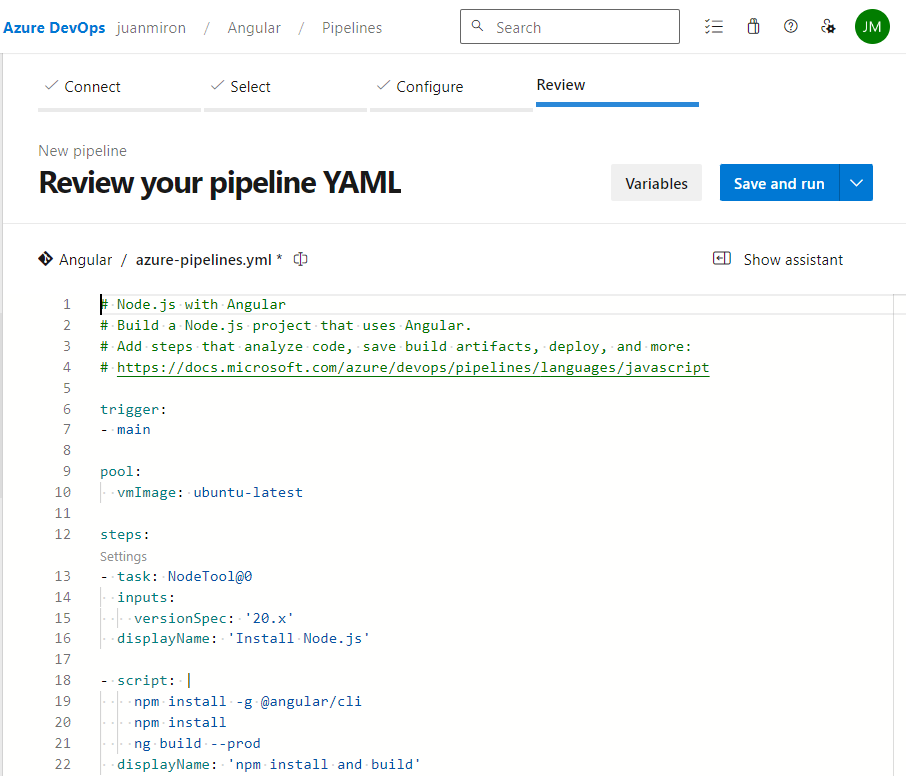 Azure DevOps juanmiron / Angular / Pipelines Search JM
Connect Select Configure Review
New pipeline
Review your pipeline YAML Variables Save and run
Angular / azure-pipelines.yml * Show assistant
1 # Node.js with Angular
2 # Build a Node.js project that uses Angular.
3 # Add steps that analyze code, save build artifacts, deploy, and more:
4 # https://docs.microsoft.com/azure/devops/pipelines/languages/javascript
5
6 trigger:
7 - main
8
9 pool:
10   vmImage: ubuntu-latest
11
12 steps:
Settings
13 - task: NodeTool@0
14   inputs:
15     versionSpec: '20.x'
16   displayName: 'Install Node.js'
17
18 - script: |
19     npm install -g @angular/cli
20     npm install
21     ng build --prod
22   displayName: 'npm install and build'